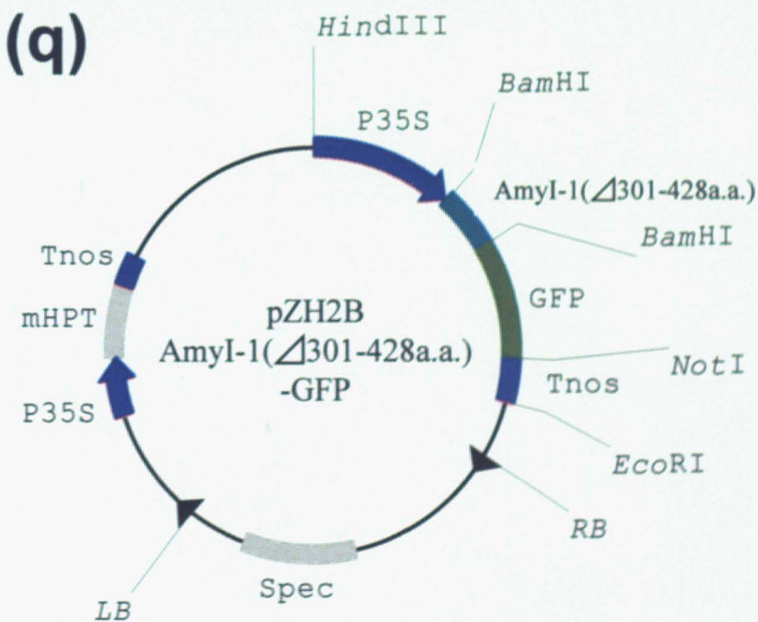 (q)
HindIII
BamHI
P35S
AmyI-1(⊿301-428a.a.)
BamHI
Tnos
GFP
mHPT
pZH2B
AmyI-1(⊿301-428a.a.)
-GFP
NotI
Tnos
P35S
EcoRI
RB
Spec
LB